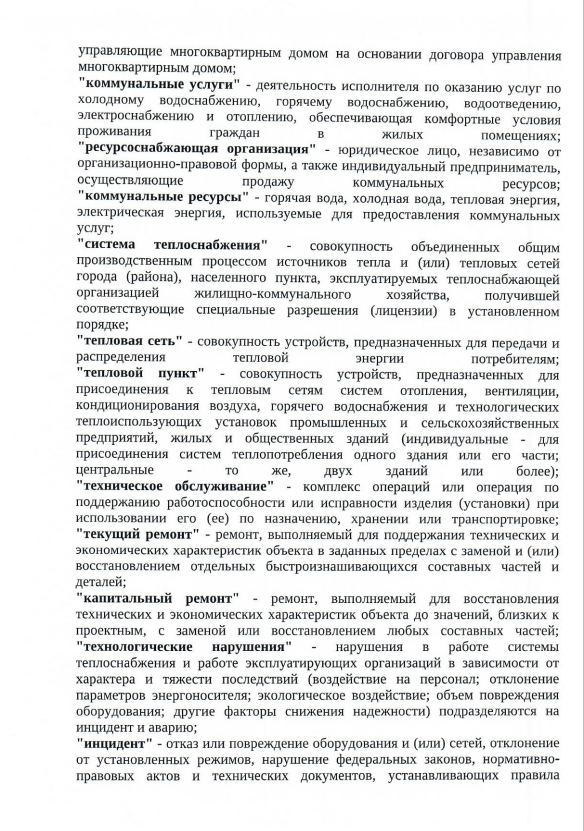 управляющие многоквартирным домом на основании договора управления
многоквартирным домом;
"коммунальные услуги" - деятельность исполнителя по оказанию услуг по
холодному водоснабжению, горячему водоснабжению, водоотведению,
электроснабжению и отоплению, обеспечивающая комфортные условия
проживания граждан в жилых помещениях;
"ресурсоснабжающая организация" - юридическое лицо, независимо от
организационно-правовой формы, а также индивидуальный предприниматель,
осуществляющие продажу коммунальных ресурсов;
"коммунальные ресурсы" - горячая вода, холодная вода, тепловая энергия,
электрическая энергия, используемые для предоставления коммунальных
услуг;
"система теплоснабжения" - совокупность объединенных общим
производственным процессом источников тепла и (или) тепловых сетей
города (района), населенного пункта, эксплуатируемых теплоснабжающей
организацией жилищно-коммунального хозяйства, получившей
соответствующие специальные разрешения (лицензии) в установленном
порядке;
"тепловая сеть" - совокупность устройств, предназначенных для передачи и
распределения тепловой энергии потребителям;
"тепловой пункт" - совокупность устройств, предназначенных для
присоединения к тепловым сетям систем отопления, вентиляции,
кондиционирования воздуха, горячего водоснабжения и технологических
теплоиспользующих установок промышленных и сельскохозяйственных
предприятий, жилых и общественных зданий (индивидуальные - для
присоединения систем теплопотребления одного здания или его части;
центральные - то же, двух зданий или более);
"техническое обслуживание" - комплекс операций или операция по
поддержанию работоспособности или исправности изделия (установки) при
использовании его (ее) по назначению, хранении или транспортировке;
"текущий ремонт" - ремонт, выполняемый для поддержания технических и
экономических характеристик объекта в заданных пределах с заменой и (или)
восстановлением отдельных быстроизнашивающихся составных частей и
деталей;
"капитальный ремонт" - ремонт, выполняемый для восстановления
технических и экономических характеристик объекта до значений, близких к
проектным, с заменой или восстановлением любых составных частей;
"технологические нарушения" - нарушения в работе системы
теплоснабжения и работе эксплуатирующих организаций в зависимости от
характера и тяжести последствий (воздействие на персонал; отклонение
параметров энергоносителя; экологическое воздействие; объем повреждения
оборудования; другие факторы снижения надежности) подразделяются на
инцидент и аварию;
"инцидент" - отказ или повреждение оборудования и (или) сетей, отклонение
от установленных режимов, нарушение федеральных законов, нормативно-
правовых актов и технических документов, устанавливающих правила